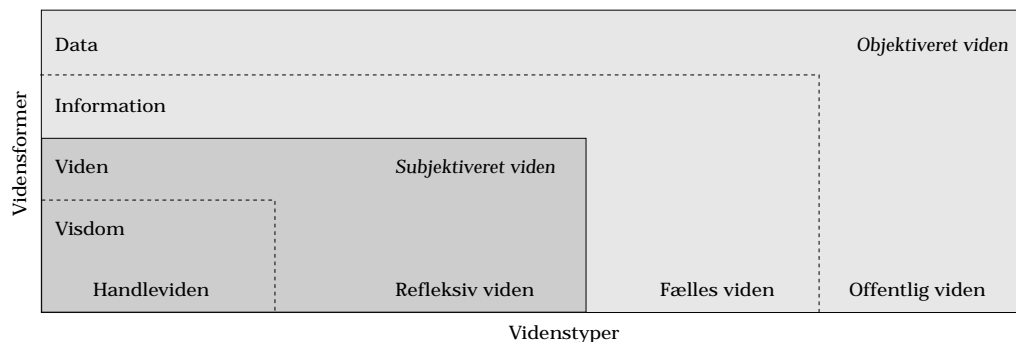 Data
Objektiveret viden
Information
Viden
Subjektiveret viden
Visdom
Handleviden
Refleksiv viden
Fælles viden
Offentlig viden
Vidensformer
Videnstyper